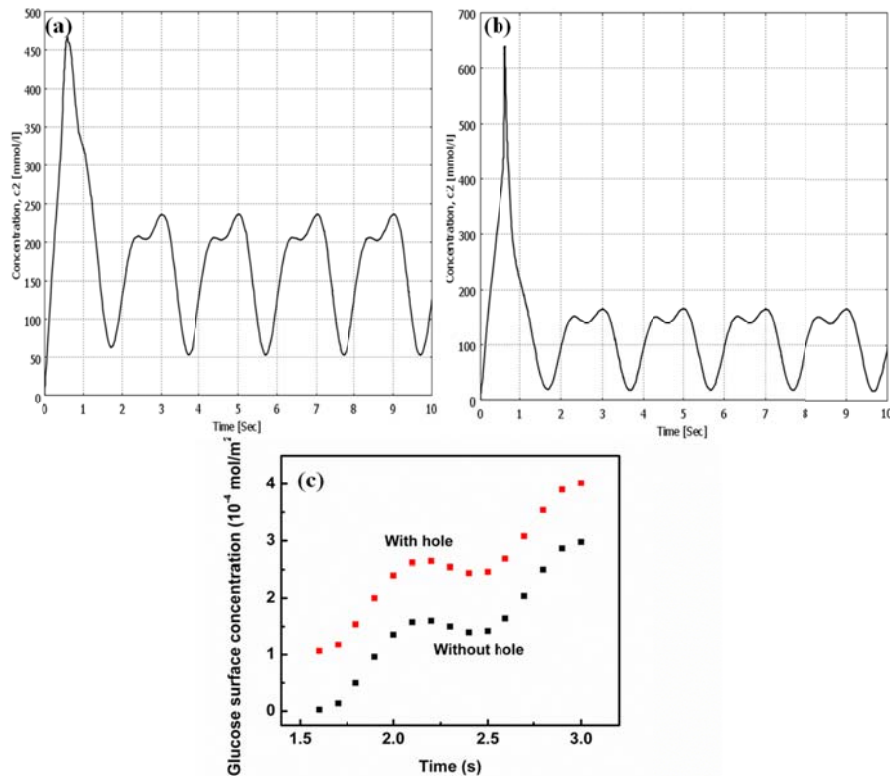 (a)
500
450
400
350
300
250
200
150
100
50
0
Concentration, c2 [mmol/l]
0 1 2 3 4 5 6 7 8 9 10
Time [Sec]
(b)
700
600
500
400
300
200
100
0
Concentration, c2 [mmol/l]
0 1 2 3 4 5 6 7 8 9 10
Time [Sec]
(c)
Glucose surface concentration (10⁻⁴ mol/m²
4
3
2
1
0
With hole
Without hole
1.5 2.0 2.5 3.0
Time (s)